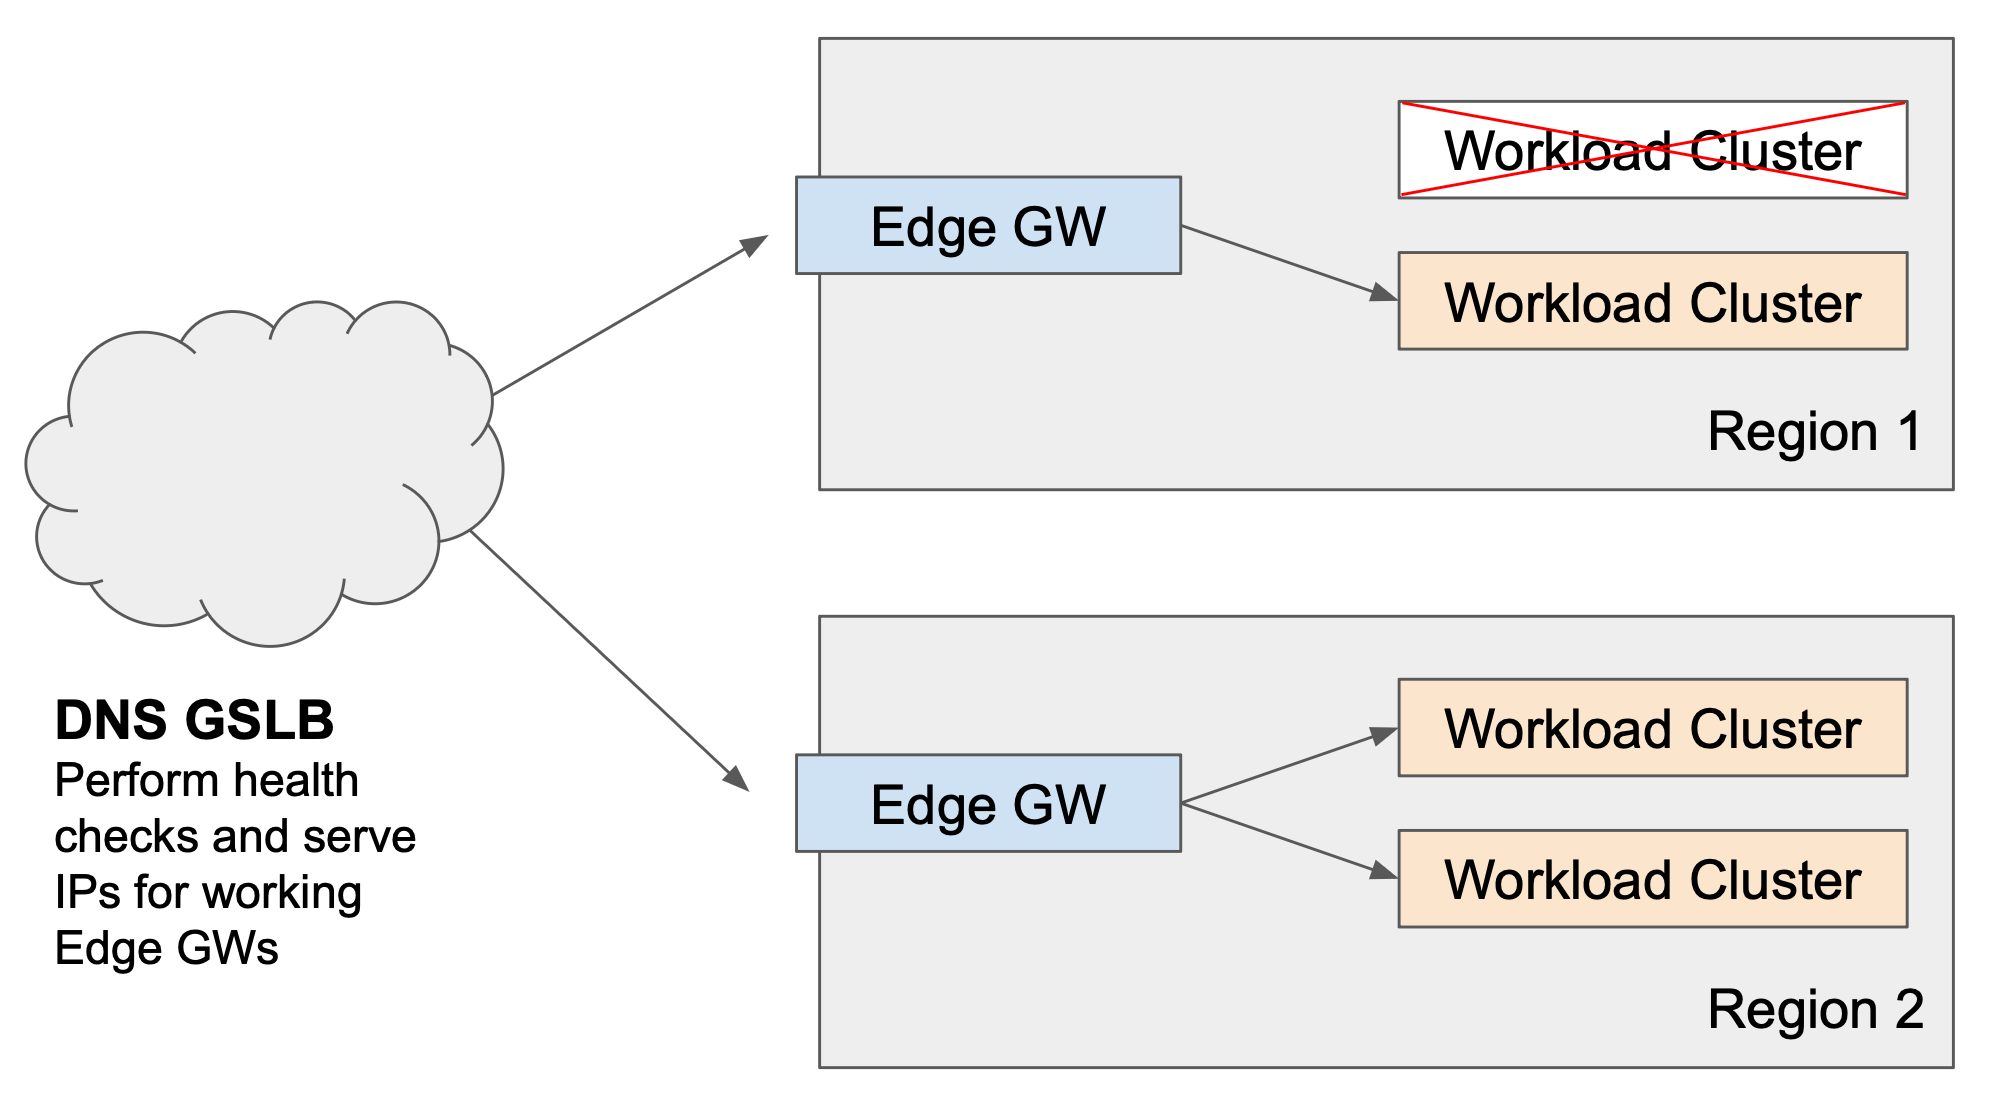 Workload Cluster
Edge GW
Workload Cluster
Region 1
DNS GSLB
Perform health
checks and serve
IPs for working
Edge GWs
Workload Cluster
Edge GW
Workload Cluster
Region 2